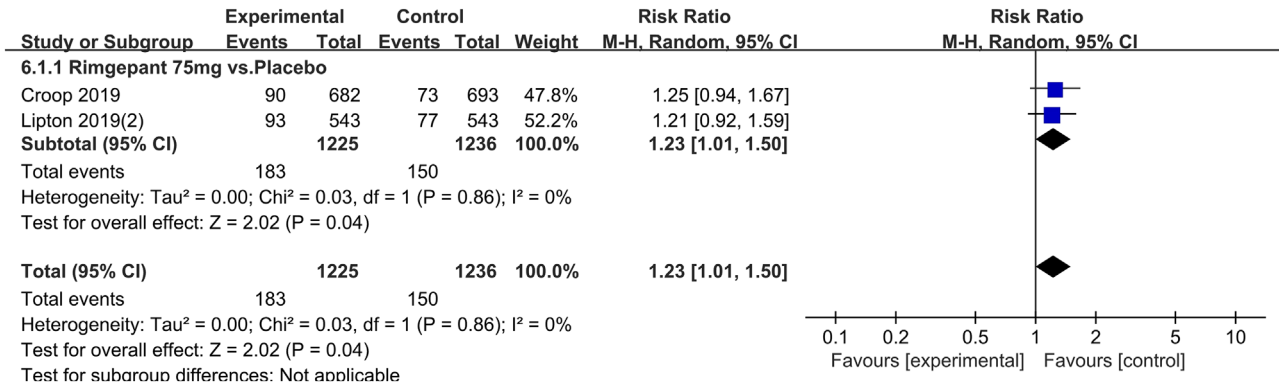 Experimental Control Risk Ratio Risk Ratio
Study or Subgroup Events Total Events Total Weight M-H, Random, 95% CI M-H, Random, 95% CI
6.1.1 Rimgepant 75mg vs.Placebo
Croop 2019 90 682 73 693 47.8% 1.25 [0.94, 1.67]
Lipton 2019(2) 93 543 77 543 52.2% 1.21 [0.92, 1.59]
Subtotal (95% CI) 1225 1236 100.0% 1.23 [1.01, 1.50]
Total events 183 150
Heterogeneity: Tau² = 0.00; Chi² = 0.03, df = 1 (P = 0.86); I² = 0%
Test for overall effect: Z = 2.02 (P = 0.04)
Total (95% CI) 1225 1236 100.0% 1.23 [1.01, 1.50]
Total events 183 150
Heterogeneity: Tau² = 0.00; Chi² = 0.03, df = 1 (P = 0.86); I² = 0%
Test for overall effect: Z = 2.02 (P = 0.04)
Test for subgroup differences: Not applicable
0.1 0.2 0.5 1 2 5 10
Favours [experimental] Favours [control]